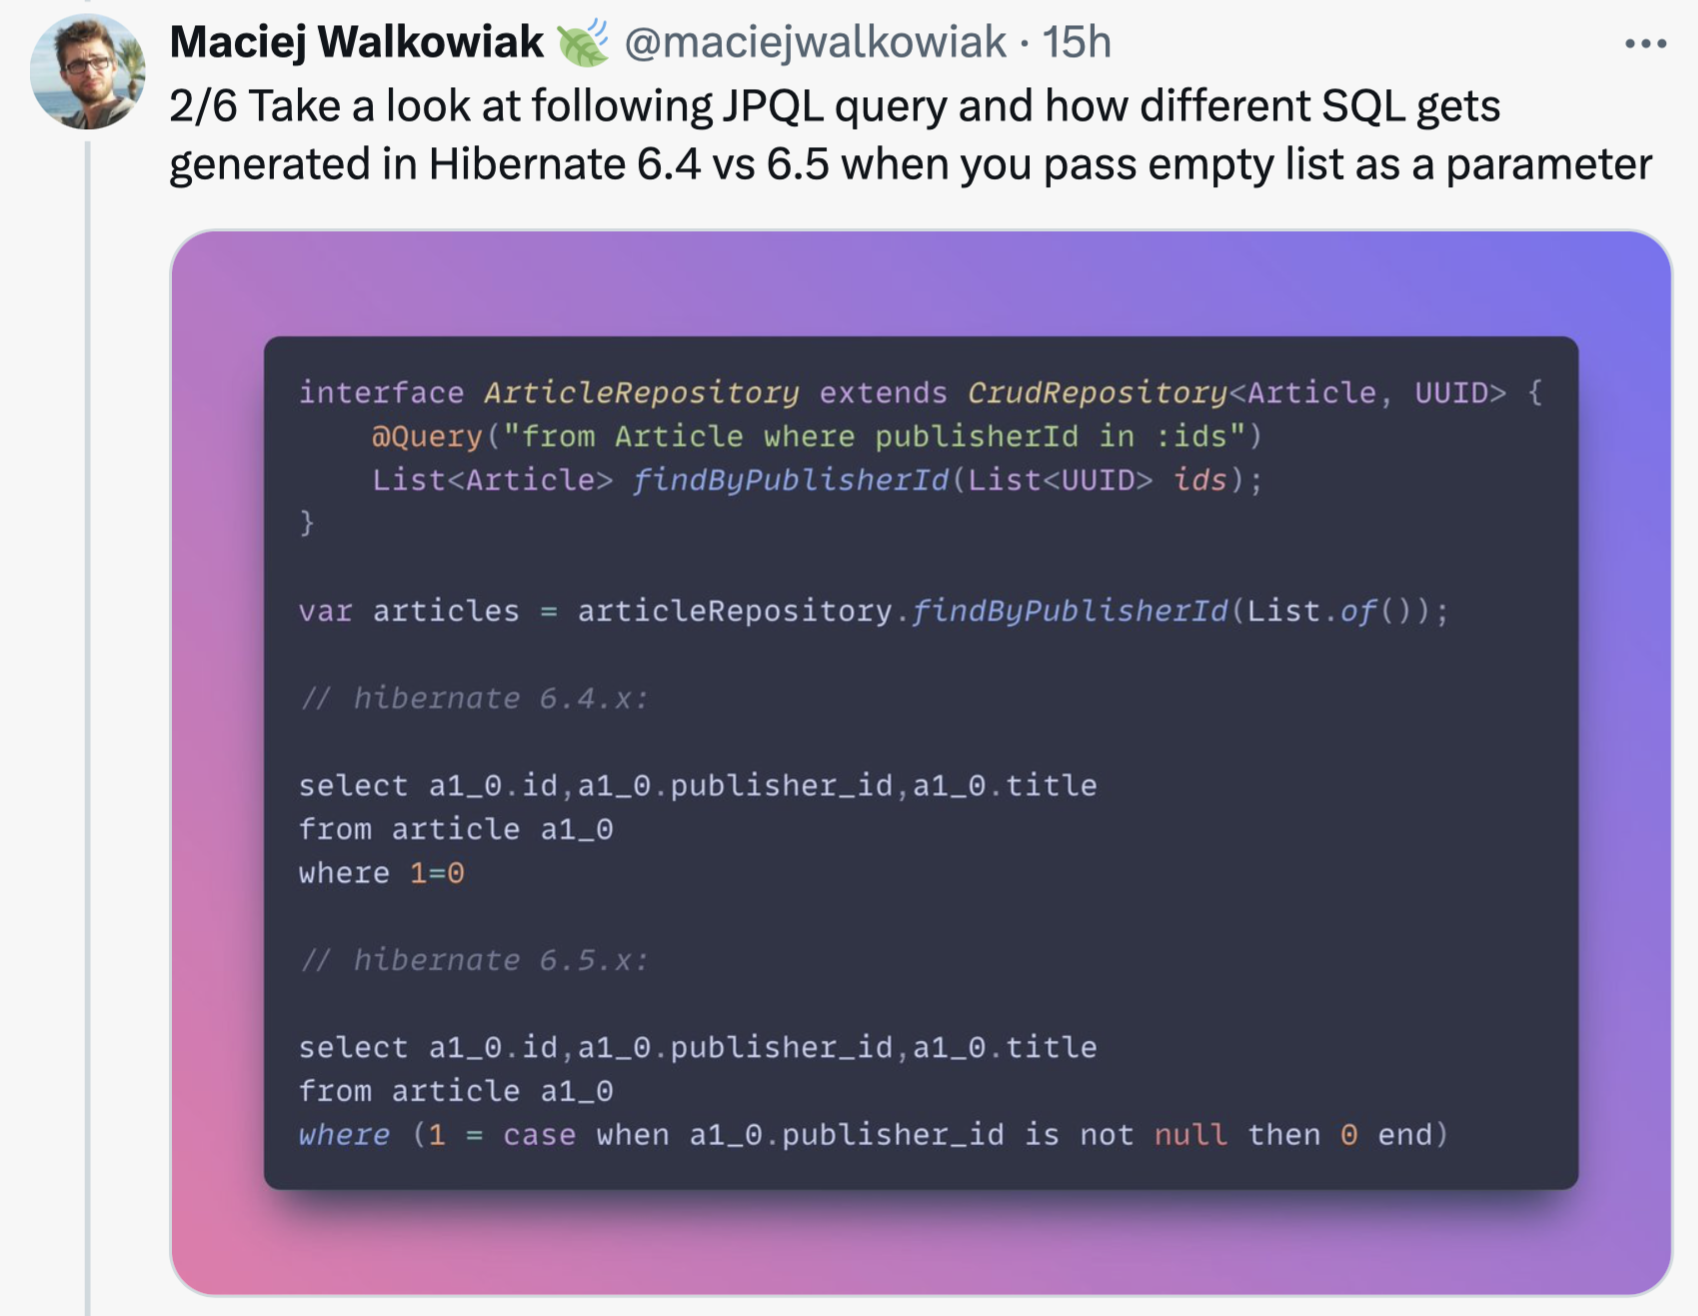 Maciej Walkowiak 🍃 @maciejwalkowiak · 15h
2/6 Take a look at following JPQL query and how different SQL gets
generated in Hibernate 6.4 vs 6.5 when you pass empty list as a parameter
interface ArticleRepository extends CrudRepository<Article, UUID> {
    @Query("from Article where publisherId in :ids")
    List<Article> findByPublisherId(List<UUID> ids);
}
var articles = articleRepository.findByPublisherId(List.of());
// hibernate 6.4.x:
select a1_0.id,a1_0.publisher_id,a1_0.title
from article a1_0
where 1=0
// hibernate 6.5.x:
select a1_0.id,a1_0.publisher_id,a1_0.title
from article a1_0
where (1 = case when a1_0.publisher_id is not null then 0 end)